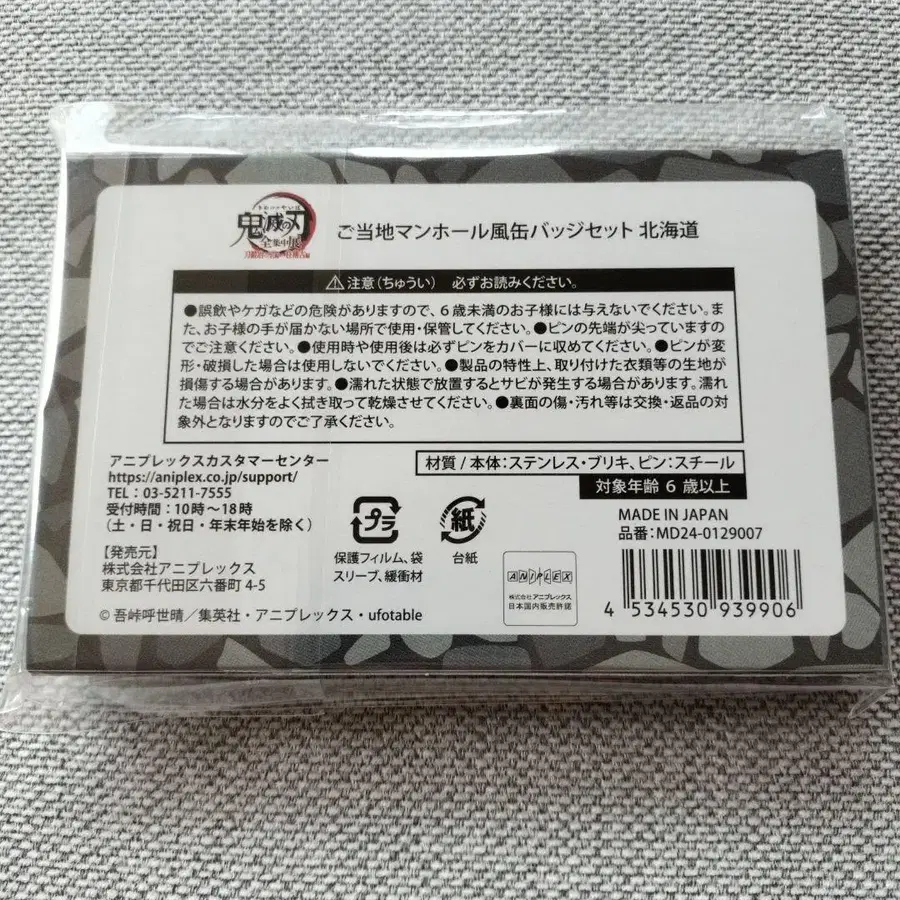 きめつのやいば
鬼滅の刃
全集中展
刀鍛冶の里編・柱稽古編
ご当地マンホール風缶バッジセット 北海道
⚠注意(ちゅうい) 必ずお読みください。
●誤飲やケガなどの危険がありますので、6歳未満のお子様には与えないでください。ま
た、お子様の手が届かない場所で使用・保管してください。●ピンの先端が尖っていますの
でご注意ください。●使用時や使用後は必ずピンをカバーに収めてください。●ピンが変
形・破損した場合は使用しないでください。●製品の特性上、取り付けた衣類等の生地が
損傷する場合があります。●濡れた状態で放置するとサビが発生する場合があります。濡れ
た場合は水分をよく拭き取って乾燥させてください。●裏面の傷・汚れ等は交換・返品の対
象外となりますのでご了承ください。
アニプレックスカスタマーセンター
https://aniplex.co.jp/support/
TEL:03-5211-7555
受付時間:10時~18時
(土・日・祝日・年末年始を除く)
【発売元】
株式会社アニプレックス
東京都千代田区六番町 4-5
©吾峠呼世晴/集英社・アニプレックス・ufotable
材質 / 本体:ステンレス・ブリキ、ピン:スチール
対象年齢 6 歳以上
プラ
保護フィルム、袋
スリーブ、緩衝材
紙
台紙
MADE IN JAPAN
品番:MD24-0129007
ANIPLEX
株式会社アニプレックス
日本国内販売許諾
4 534530 939906